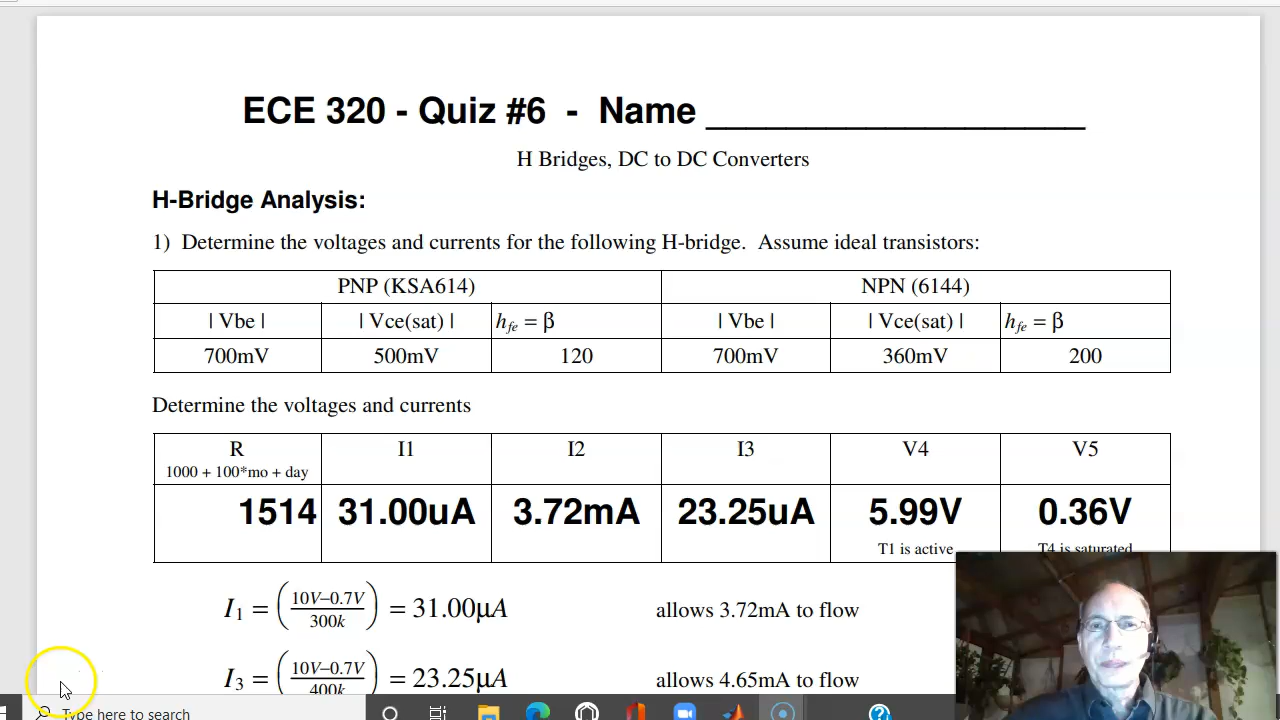 ECE 320 - Quiz #6 - Name ___________________
H Bridges, DC to DC Converters
H-Bridge Analysis:
1) Determine the voltages and currents for the following H-bridge. Assume ideal transistors:
PNP (KSA614) NPN (6144)
| Vbe | | Vce(sat) | hfe = β | Vbe | | Vce(sat) | hfe = β
700mV 500mV 120 700mV 360mV 200
Determine the voltages and currents
R I1 I2 I3 V4 V5
1000 + 100*mo + day
1514 31.00uA 3.72mA 23.25uA 5.99V 0.36V
T1 is active T4 is saturated
I1 = (10V–0.7V / 300k) = 31.00μA allows 3.72mA to flow
I3 = (10V–0.7V / 400k) = 23.25μA allows 4.65mA to flow
Type here to search